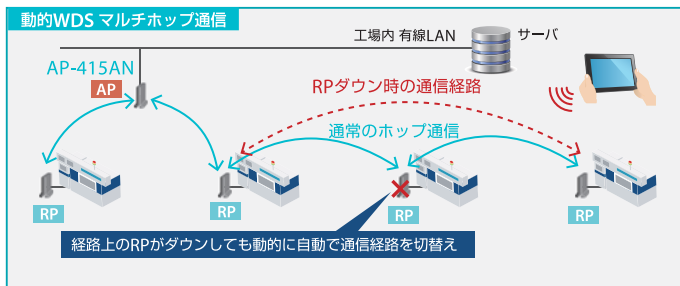 動的WDS マルチホップ通信
工場内 有線LAN
サーバ
AP-415AN
AP
RPダウン時の通信経路
通常のホップ通信
RP
RP
RP
RP
経路上のRPがダウンしても動的に自動で通信経路を切替え